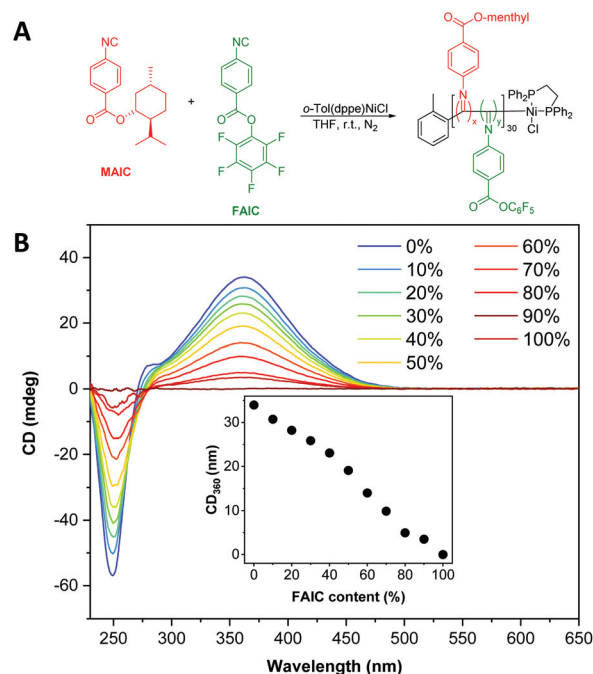 A
NC
O
O
MAIC
+
NC
O
O
F
F
F
F
F
FAIC
o-Tol(dppe)NiCl
THF, r.t., N2
O
O-menthyl
N
x
y
30
N
Ph2P
PPh2
Ni
Cl
O
OC6F5
B
CD (mdeg)
40
20
0
-20
-40
-60
0%
10%
20%
30%
40%
50%
60%
70%
80%
90%
100%
CD360 (nm)
30
15
0
0 20 40 60 80 100
FAIC content (%)
250 300 350 400 450 500 550 600 650
Wavelength (nm)